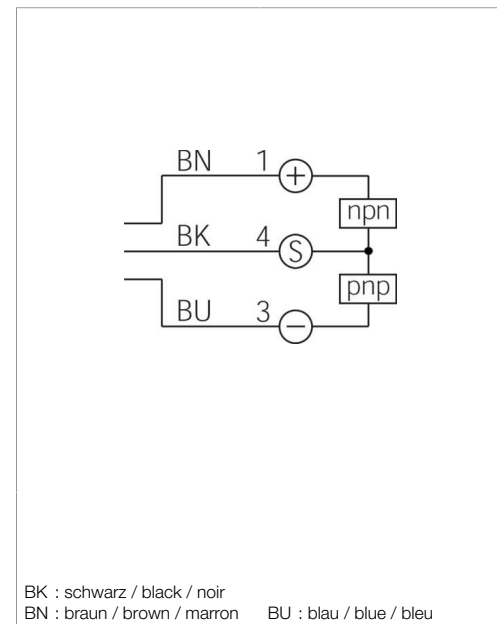 BN 1 +
npn
BK 4 S
pnp
BU 3 −
BK : schwarz / black / noir
BN : braun / brown / marron BU : blau / blue / bleu